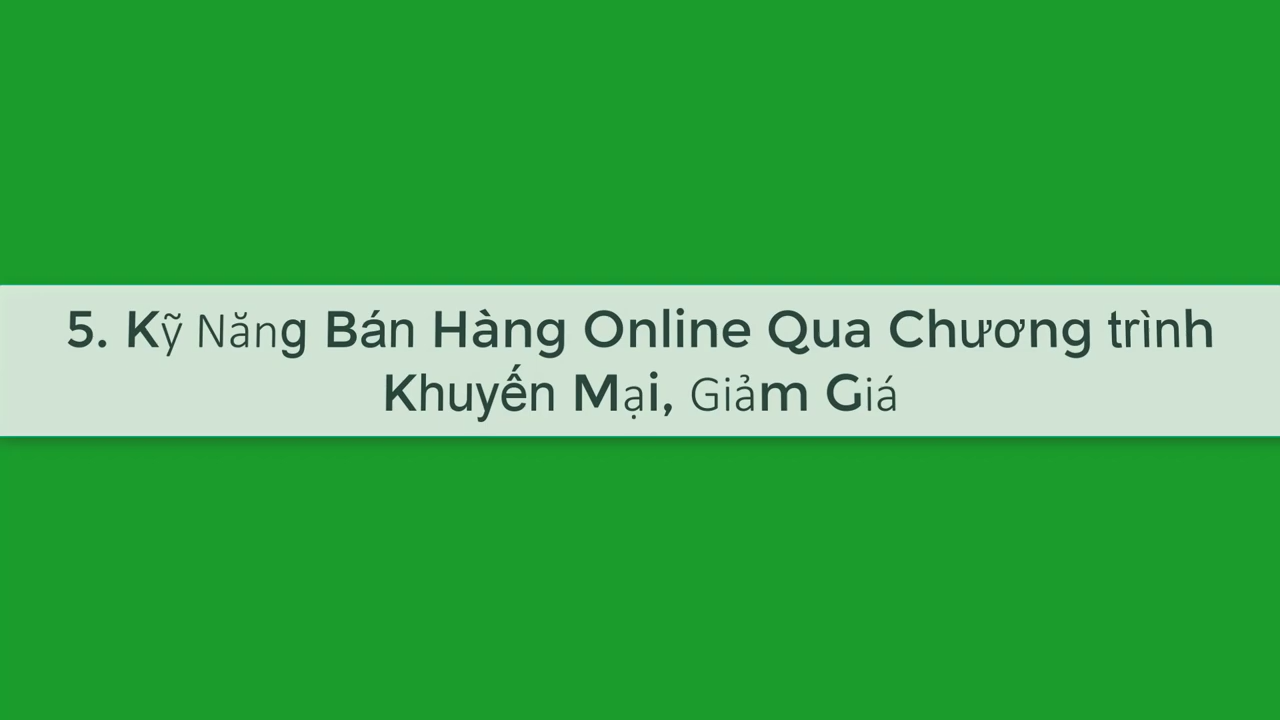 5. Kỹ Năng Bán Hàng Online Qua Chương trình
Khuyến Mại, Giảm Giá